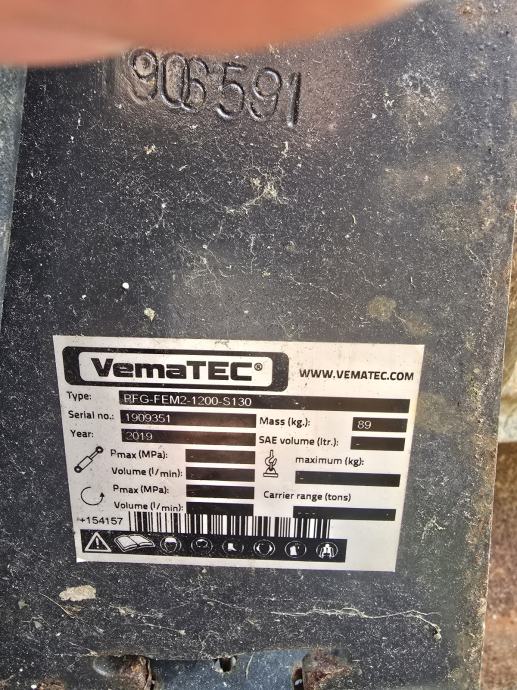 906591
VemaTEC®
WWW.VEMATEC.COM
Type: PFG-FEM2-1200-S130
Serial no.: 1909351
Mass (kg.): 89
Year: 2019
SAE volume (ltr.): -
Pmax (MPa): -
maximum (kg):
Volume (l/min): -
-
Pmax (MPa): -
Carrier range (tons)
Volume (l/min): -
- -
*+154157